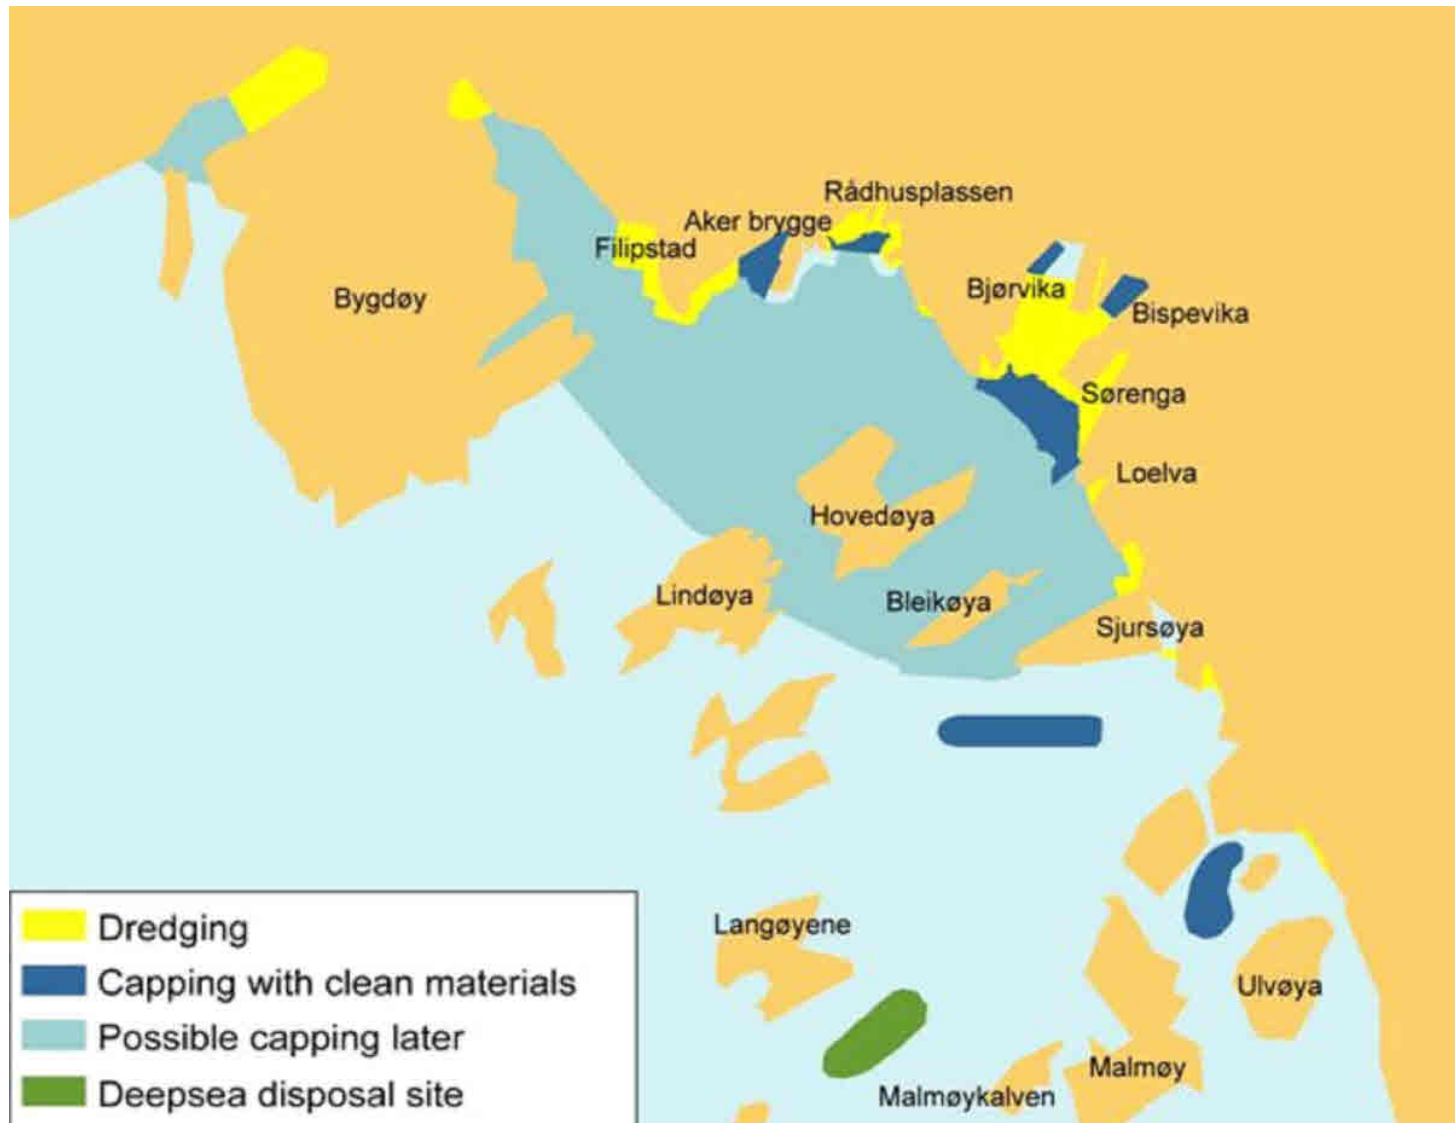 Rådhusplassen
Aker brygge
Filipstad
Bygdøy
Bjørvika
Bispevika
Sørenga
Loelva
Hovedøya
Lindøya
Bleikøya
Sjursøya
Langøyene
Ulvøya
Malmøy
Malmøykalven
Dredging
Capping with clean materials
Possible capping later
Deepsea disposal site